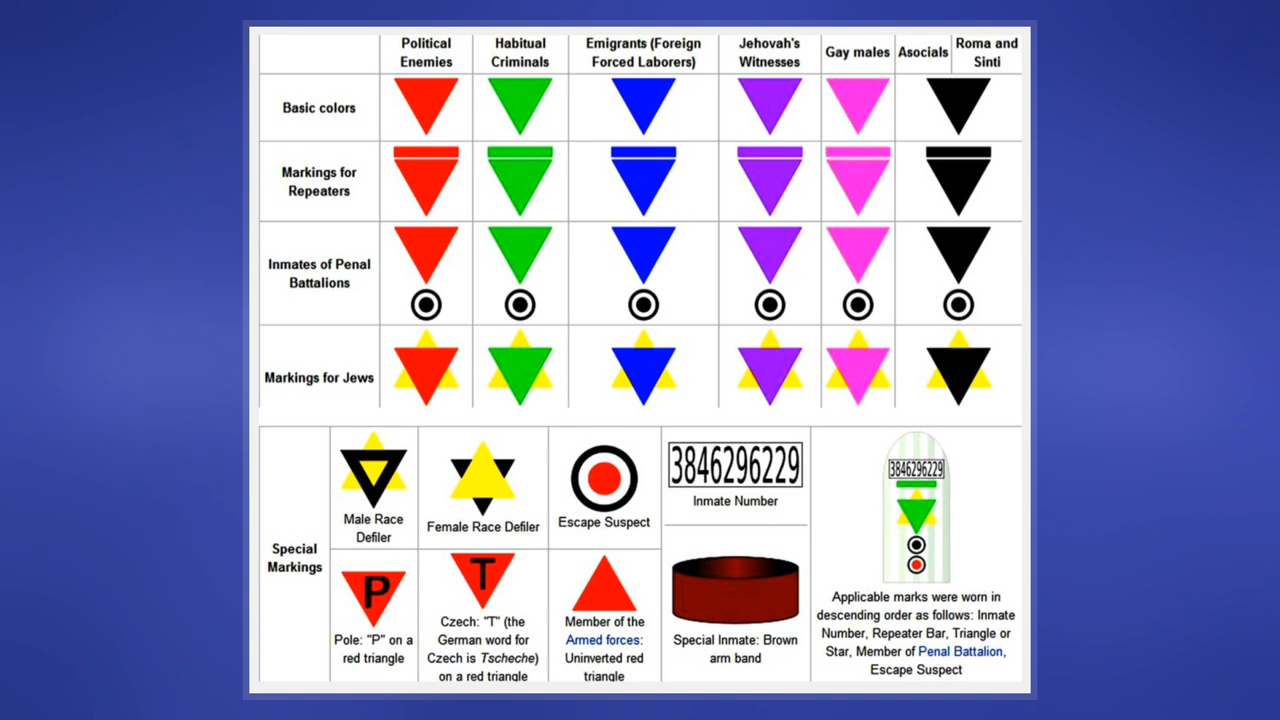 Political Enemies
Habitual Criminals
Emigrants (Foreign Forced Laborers)
Jehovah's Witnesses
Gay males
Asocials
Roma and Sinti
Basic colors
Markings for
Repeaters
Inmates of Penal
Battalions
Markings for Jews
Special
Markings
Male Race
Defiler
Female Race Defiler
Escape Suspect
3846296229
Inmate Number
P
Pole: "P" on a
red triangle
T
Czech: "T" (the
German word for
Czech is Tscheche)
on a red triangle
Member of the
Armed forces:
Uninverted red
triangle
Special Inmate: Brown
arm band
3846296229
Applicable marks were worn in
descending order as follows: Inmate
Number, Repeater Bar, Triangle or
Star, Member of Penal Battalion,
Escape Suspect